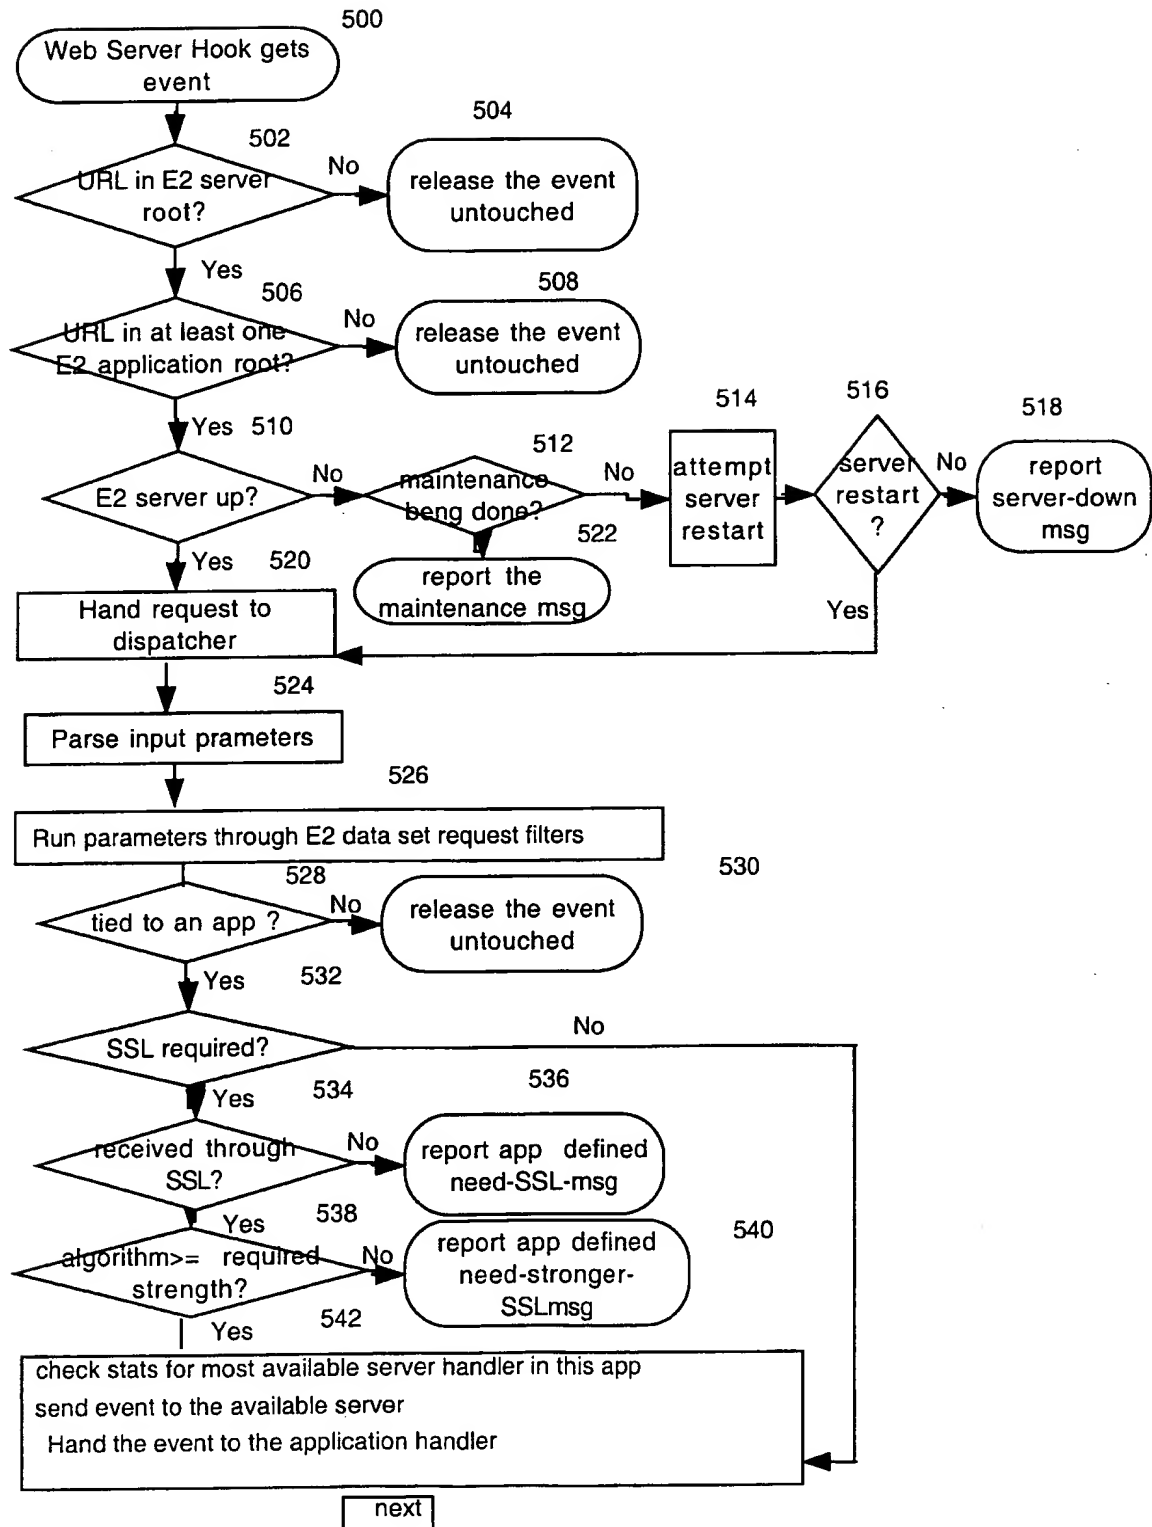 500
Web Server Hook gets
event
504
502
No
URL in E2 server
root?
release the event
untouched
Yes
506
508
No
URL in at least one
E2 application root?
release the event
untouched
514
516
518
Yes 510
512
No
E2 server up?
maintenance
beng done?
No
attempt
server
restart
server
restart
?
No
report
server-down
msg
522
Yes
520
report the
maintenance msg
Hand request to
dispatcher
Yes
524
Parse input prameters
526
Run parameters through E2 data set request filters
530
528
No
tied to an app ?
release the event
untouched
Yes
532
No
SSL required?
Yes
534
536
No
received through
SSL?
report app defined
need-SSL-msg
Yes
538
540
No
algorithm>= required
strength?
report app defined
need-stronger-
SSLmsg
Yes
542
check stats for most available server handler in this app
send event to the available server
Hand the event to the application handler
next